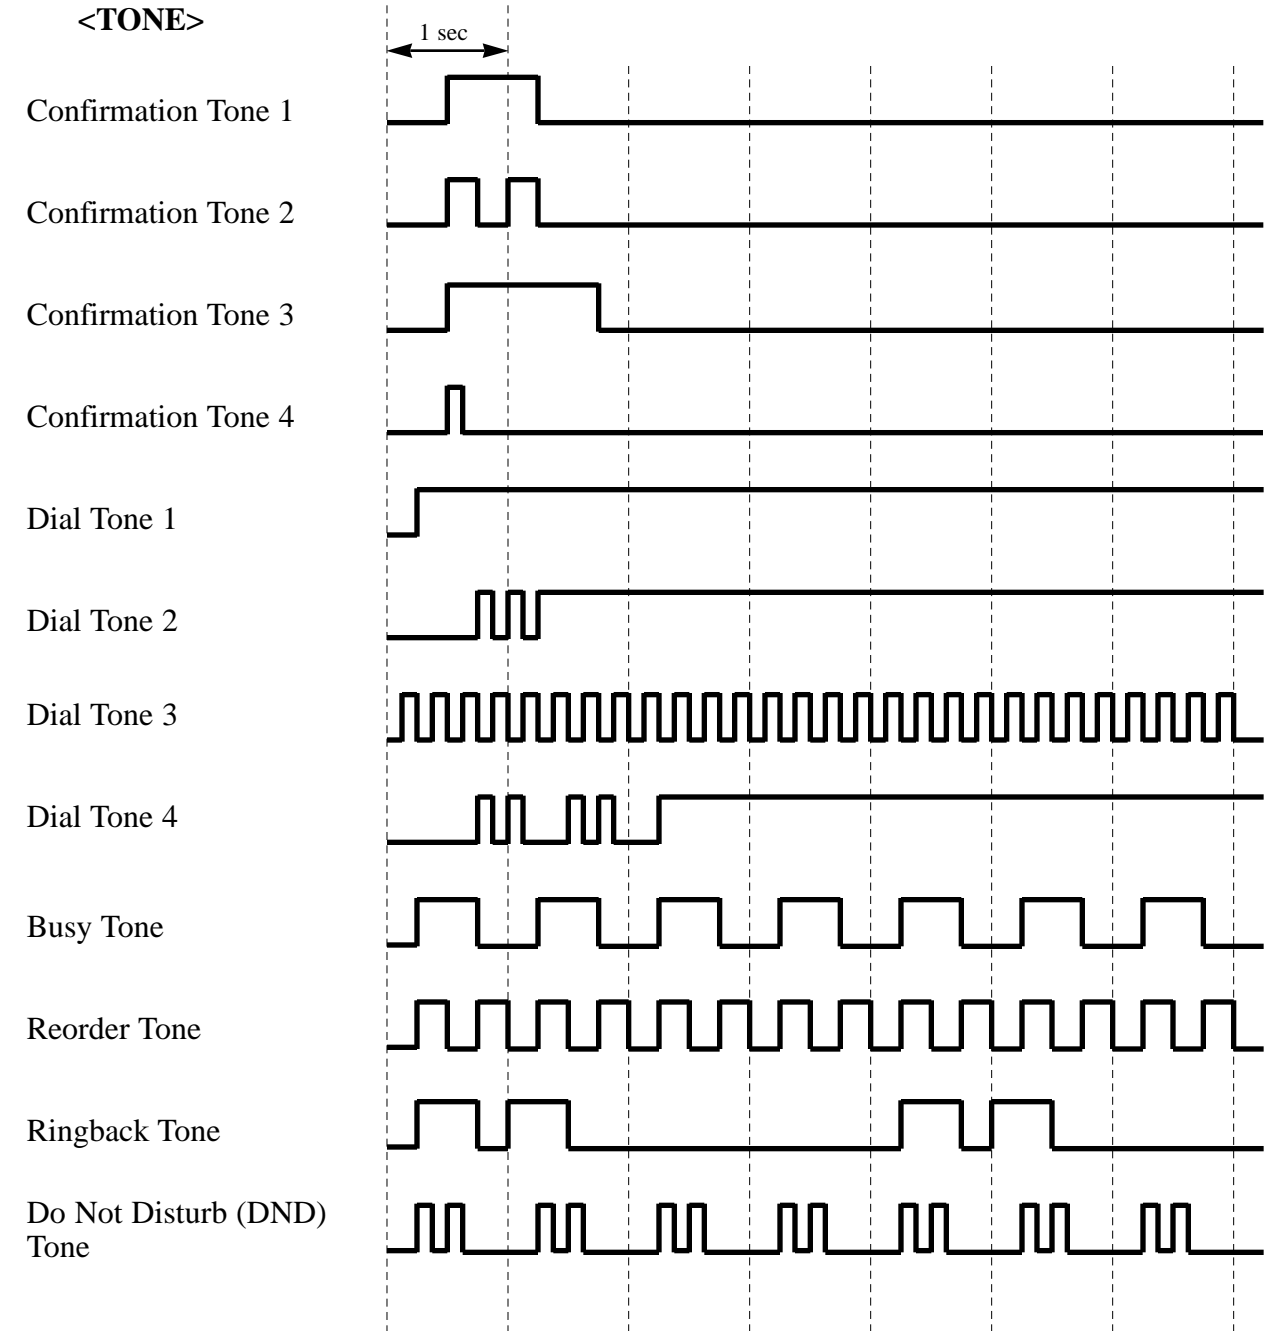 <TONE>
1 sec
Confirmation Tone 1
Confirmation Tone 2
Confirmation Tone 3
Confirmation Tone 4
Dial Tone 1
Dial Tone 2
Dial Tone 3
Dial Tone 4
Busy Tone
Reorder Tone
Ringback Tone
Do Not Disturb (DND)
Tone